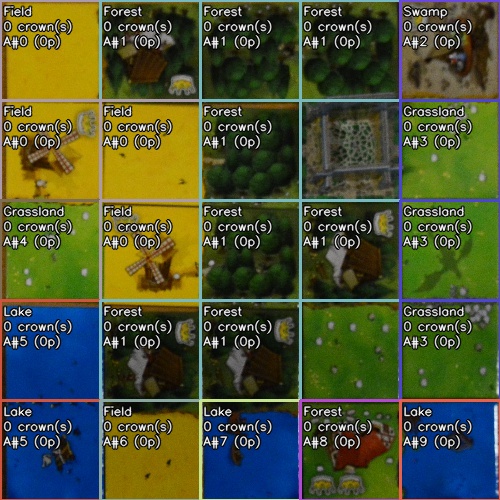 Field
0 crown(s)
A#0 (0p)
Forest
0 crown(s)
A#1 (0p)
Forest
0 crown(s)
A#1 (0p)
Forest
0 crown(s)
A#1 (0p)
Swamp
0 crown(s)
A#2 (0p)
Field
0 crown(s)
A#0 (0p)
Field
0 crown(s)
A#0 (0p)
Forest
0 crown(s)
A#1 (0p)
Grassland
0 crown(s)
A#3 (0p)
Grassland
0 crown(s)
A#4 (0p)
Field
0 crown(s)
A#0 (0p)
Forest
0 crown(s)
A#1 (0p)
Forest
0 crown(s)
A#1 (0p)
Grassland
0 crown(s)
A#3 (0p)
Lake
0 crown(s)
A#5 (0p)
Forest
0 crown(s)
A#1 (0p)
Forest
0 crown(s)
A#1 (0p)
Grassland
0 crown(s)
A#3 (0p)
Lake
0 crown(s)
A#5 (0p)
Field
0 crown(s)
A#6 (0p)
Lake
0 crown(s)
A#7 (0p)
Forest
0 crown(s)
A#8 (0p)
Lake
0 crown(s)
A#9 (0p)